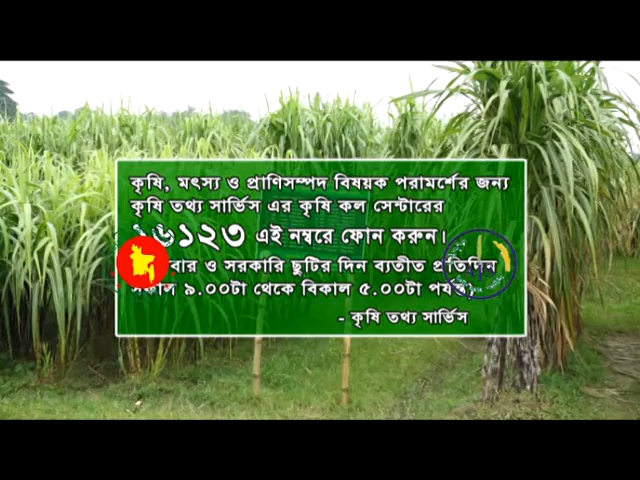 কৃষি, মৎস্য ও প্রাণিসম্পদ বিষয়ক পরামর্শের জন্য
কৃষি তথ্য সার্ভিস এর কৃষি কল সেন্টারের
১৬১২৩ এই নম্বরে ফোন করুন।
বার ও সরকারি ছুটির দিন ব্যতীত প্রতিদিন
সকাল ৯.০০টা থেকে বিকাল ৫.০০টা পর্যন্ত
- কৃষি তথ্য সার্ভিস